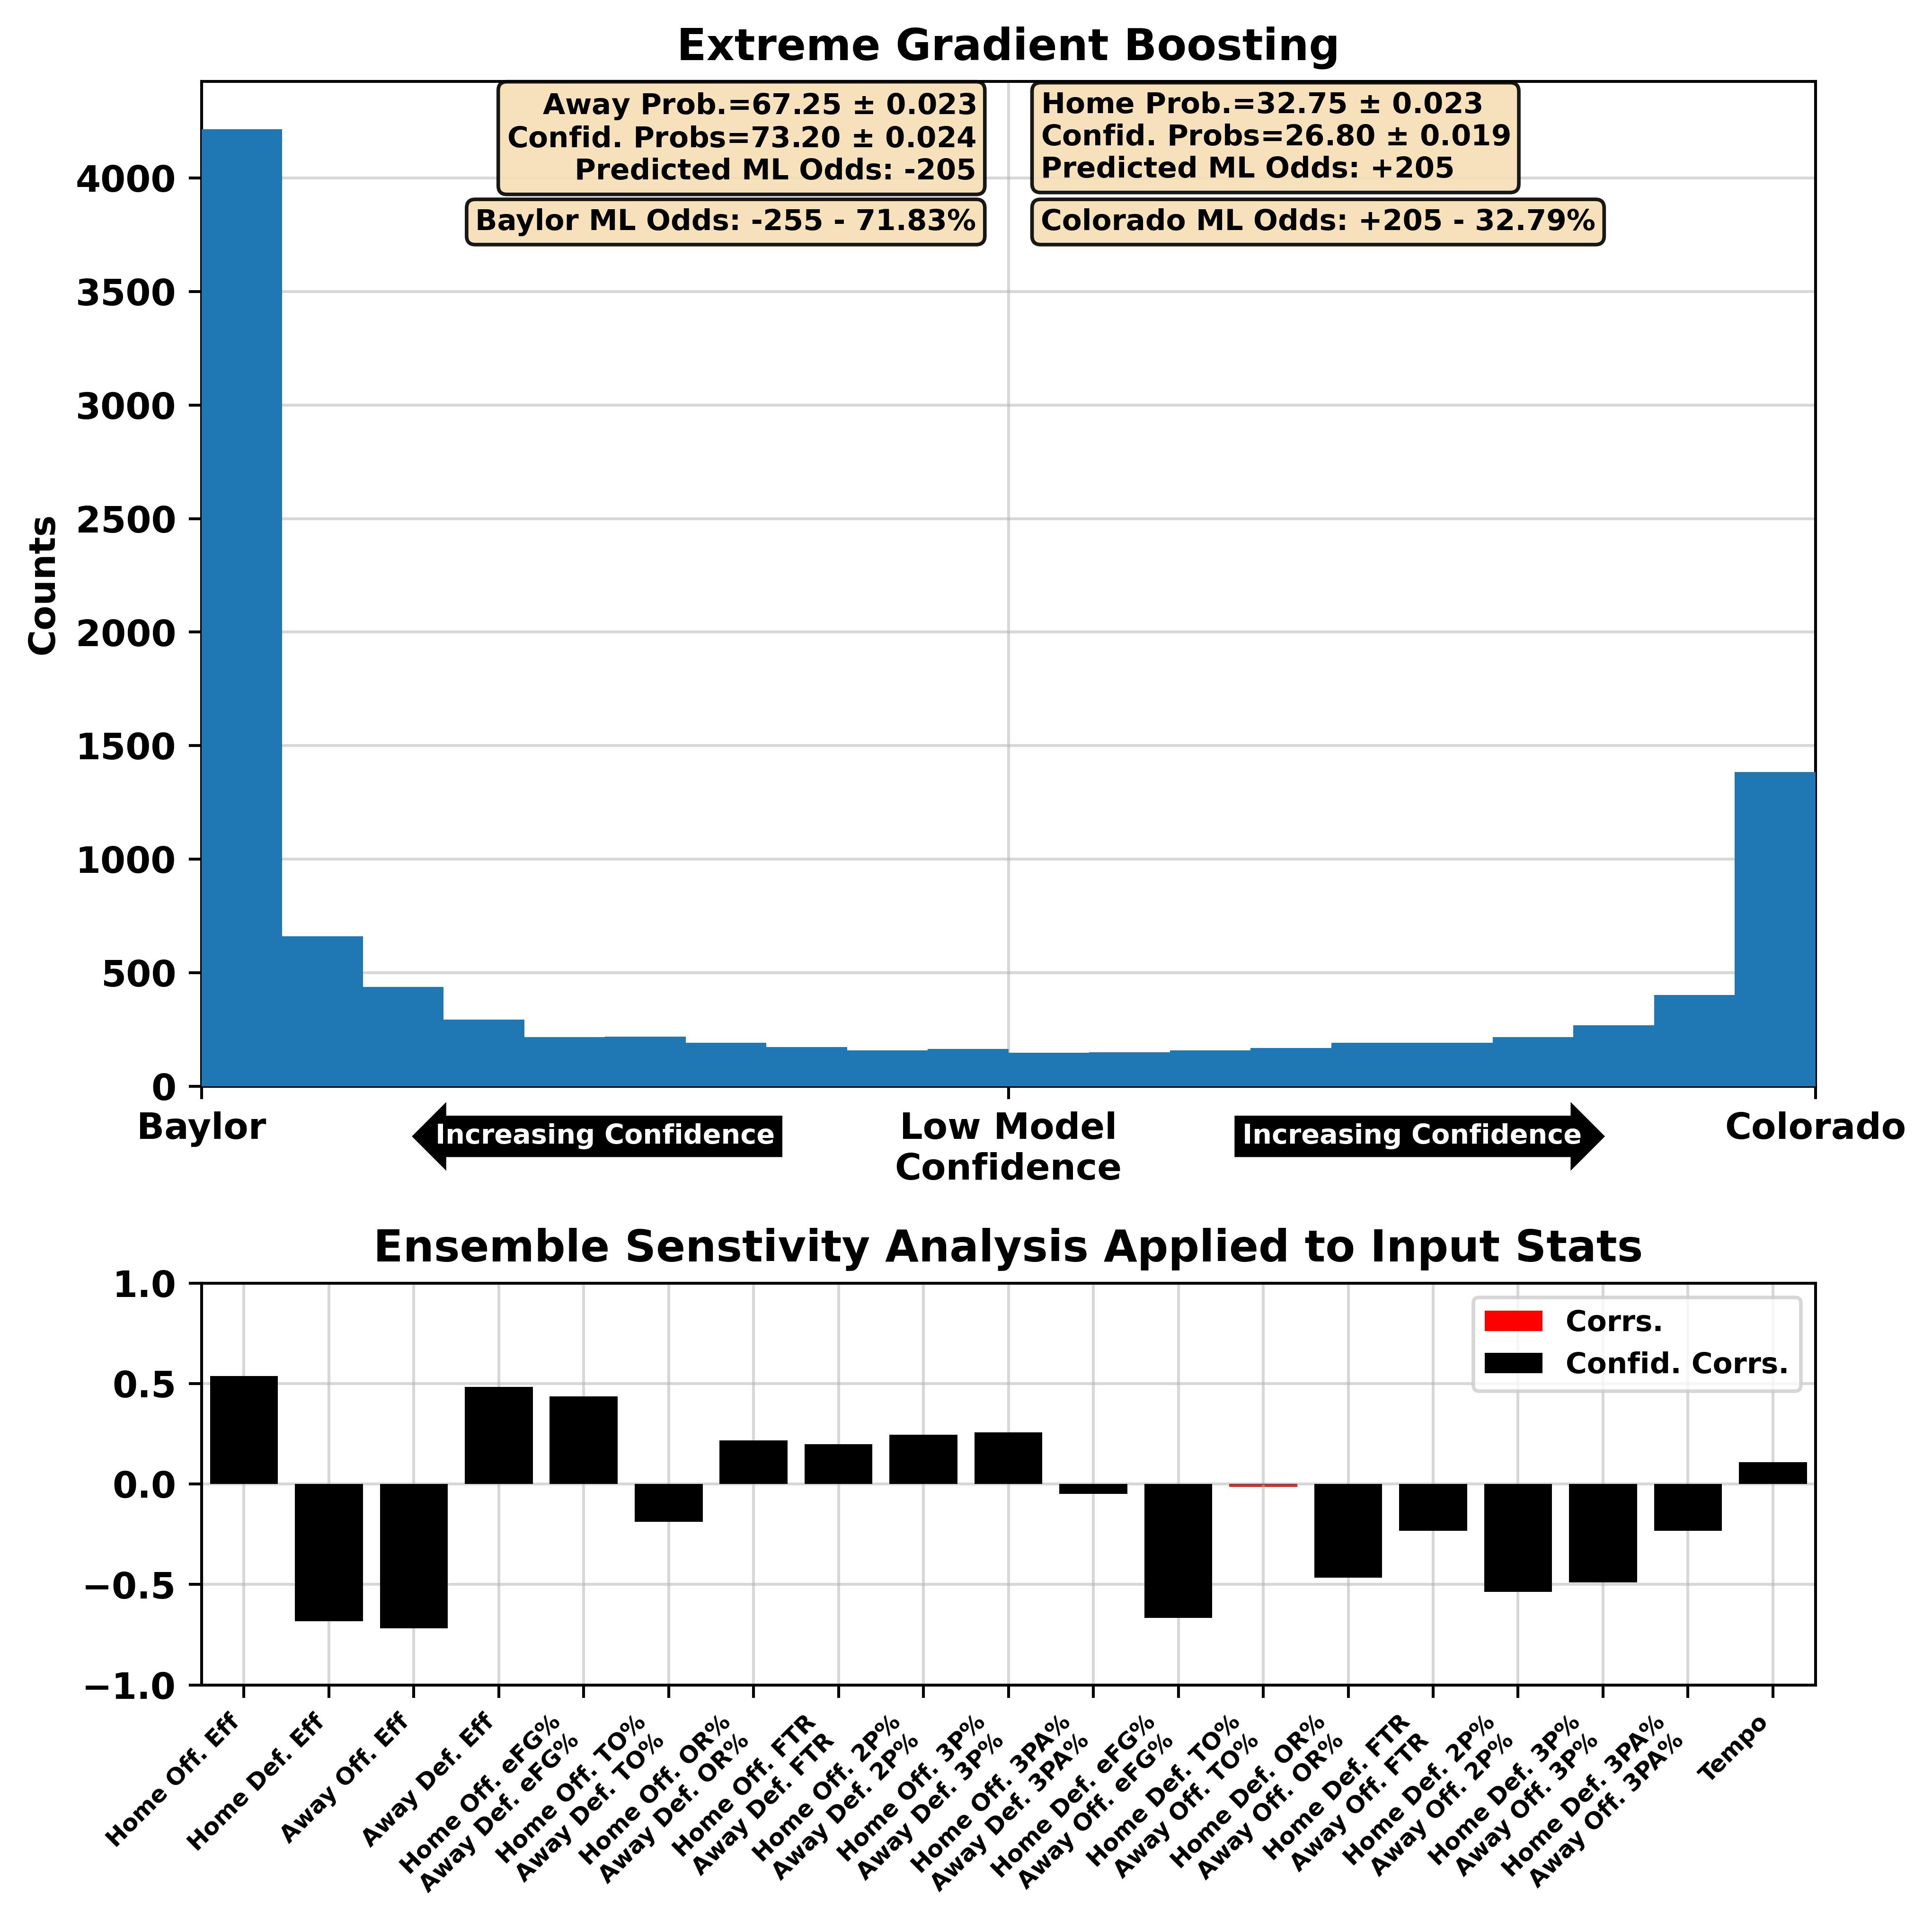 Extreme Gradient Boosting
Away Prob.=67.25 ± 0.023
Confid. Probs=73.20 ± 0.024
Predicted ML Odds: -205
Baylor ML Odds: -255 - 71.83%
Home Prob.=32.75 ± 0.023
Confid. Probs=26.80 ± 0.019
Predicted ML Odds: +205
Colorado ML Odds: +205 - 32.79%
Counts
4000
3500
3000
2500
2000
1500
1000
500
0
Baylor
Increasing Confidence
Low Model
Confidence
Increasing Confidence
Colorado
Ensemble Senstivity Analysis Applied to Input Stats
Corrs.
Confid. Corrs.
1.0
0.5
0.0
−0.5
−1.0
Home Off. Eff
Home Def. Eff
Away Off. Eff
Away Def. Eff
Home Off. eFG%
Away Def. eFG%
Home Off. TO%
Away Def. TO%
Home Off. OR%
Away Def. OR%
Home Off. FTR
Away Def. FTR
Home Off. 2P%
Away Def. 2P%
Home Off. 3P%
Away Def. 3P%
Home Off. 3PA%
Away Def. 3PA%
Home Def. eFG%
Away Off. eFG%
Home Def. TO%
Away Off. TO%
Home Def. OR%
Away Off. OR%
Home Def. FTR
Away Off. FTR
Home Def. 2P%
Away Off. 2P%
Home Def. 3P%
Away Off. 3P%
Home Def. 3PA%
Away Off. 3PA%
Tempo